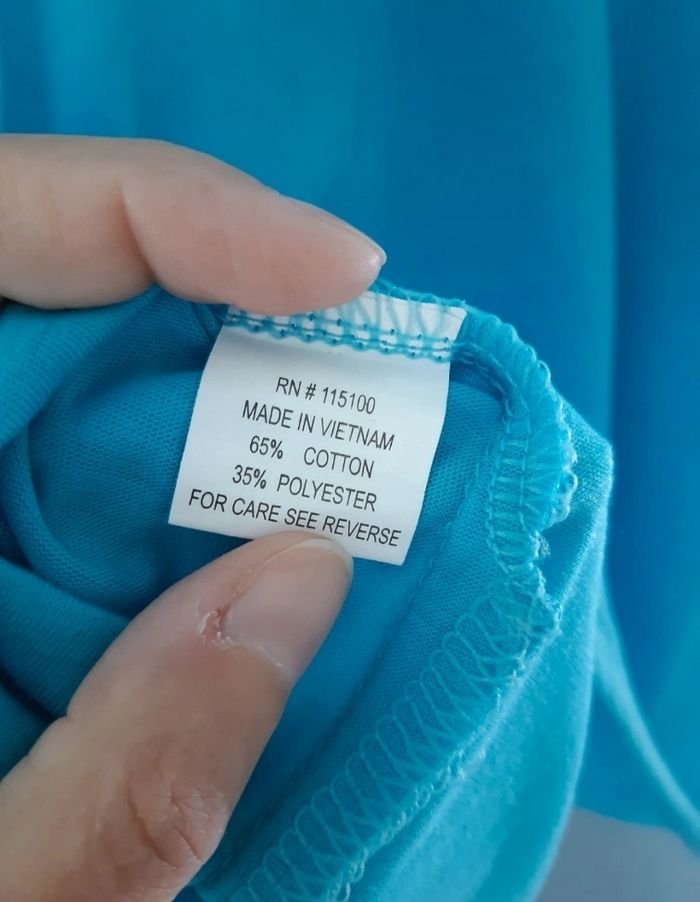 RN # 115100
MADE IN VIETNAM
65% COTTON
35% POLYESTER
FOR CARE SEE REVERSE